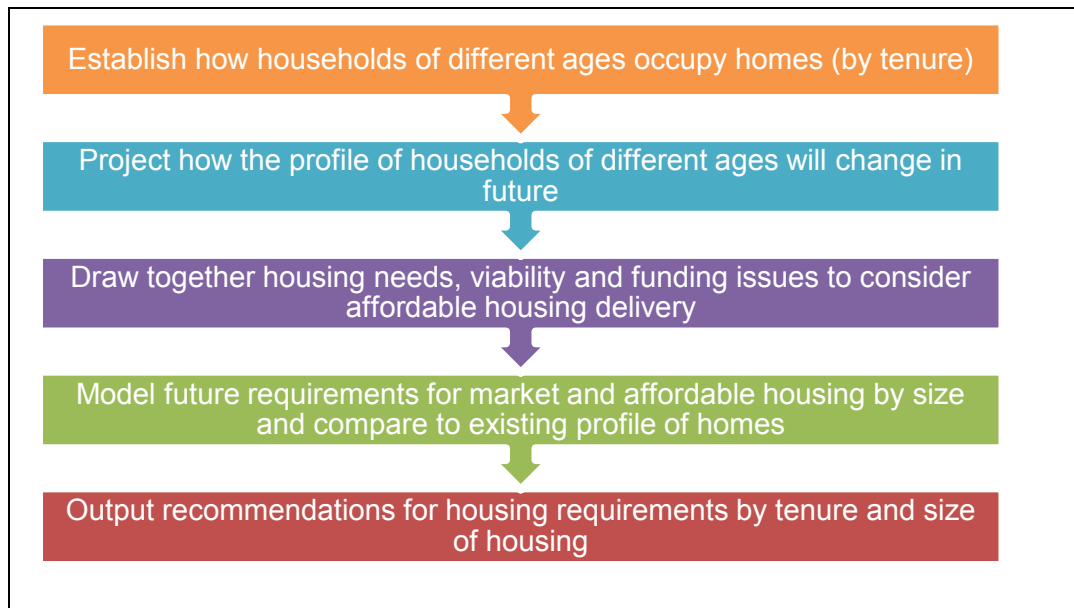 Establish how households of different ages occupy homes (by tenure)
Project how the profile of households of different ages will change in
future
Draw together housing needs, viability and funding issues to consider
affordable housing delivery
Model future requirements for market and affordable housing by size
and compare to existing profile of homes
Output recommendations for housing requirements by tenure and size
of housing